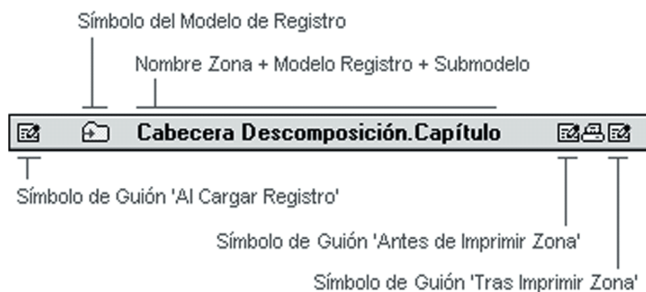 Símbolo del Modelo de Registro
Nombre Zona + Modelo Registro + Submodelo
Cabecera Descomposición.Capítulo
Símbolo de Guión 'Al Cargar Registro'
Símbolo de Guión 'Antes de Imprimir Zona'
Símbolo de Guión 'Tras Imprimir Zona'